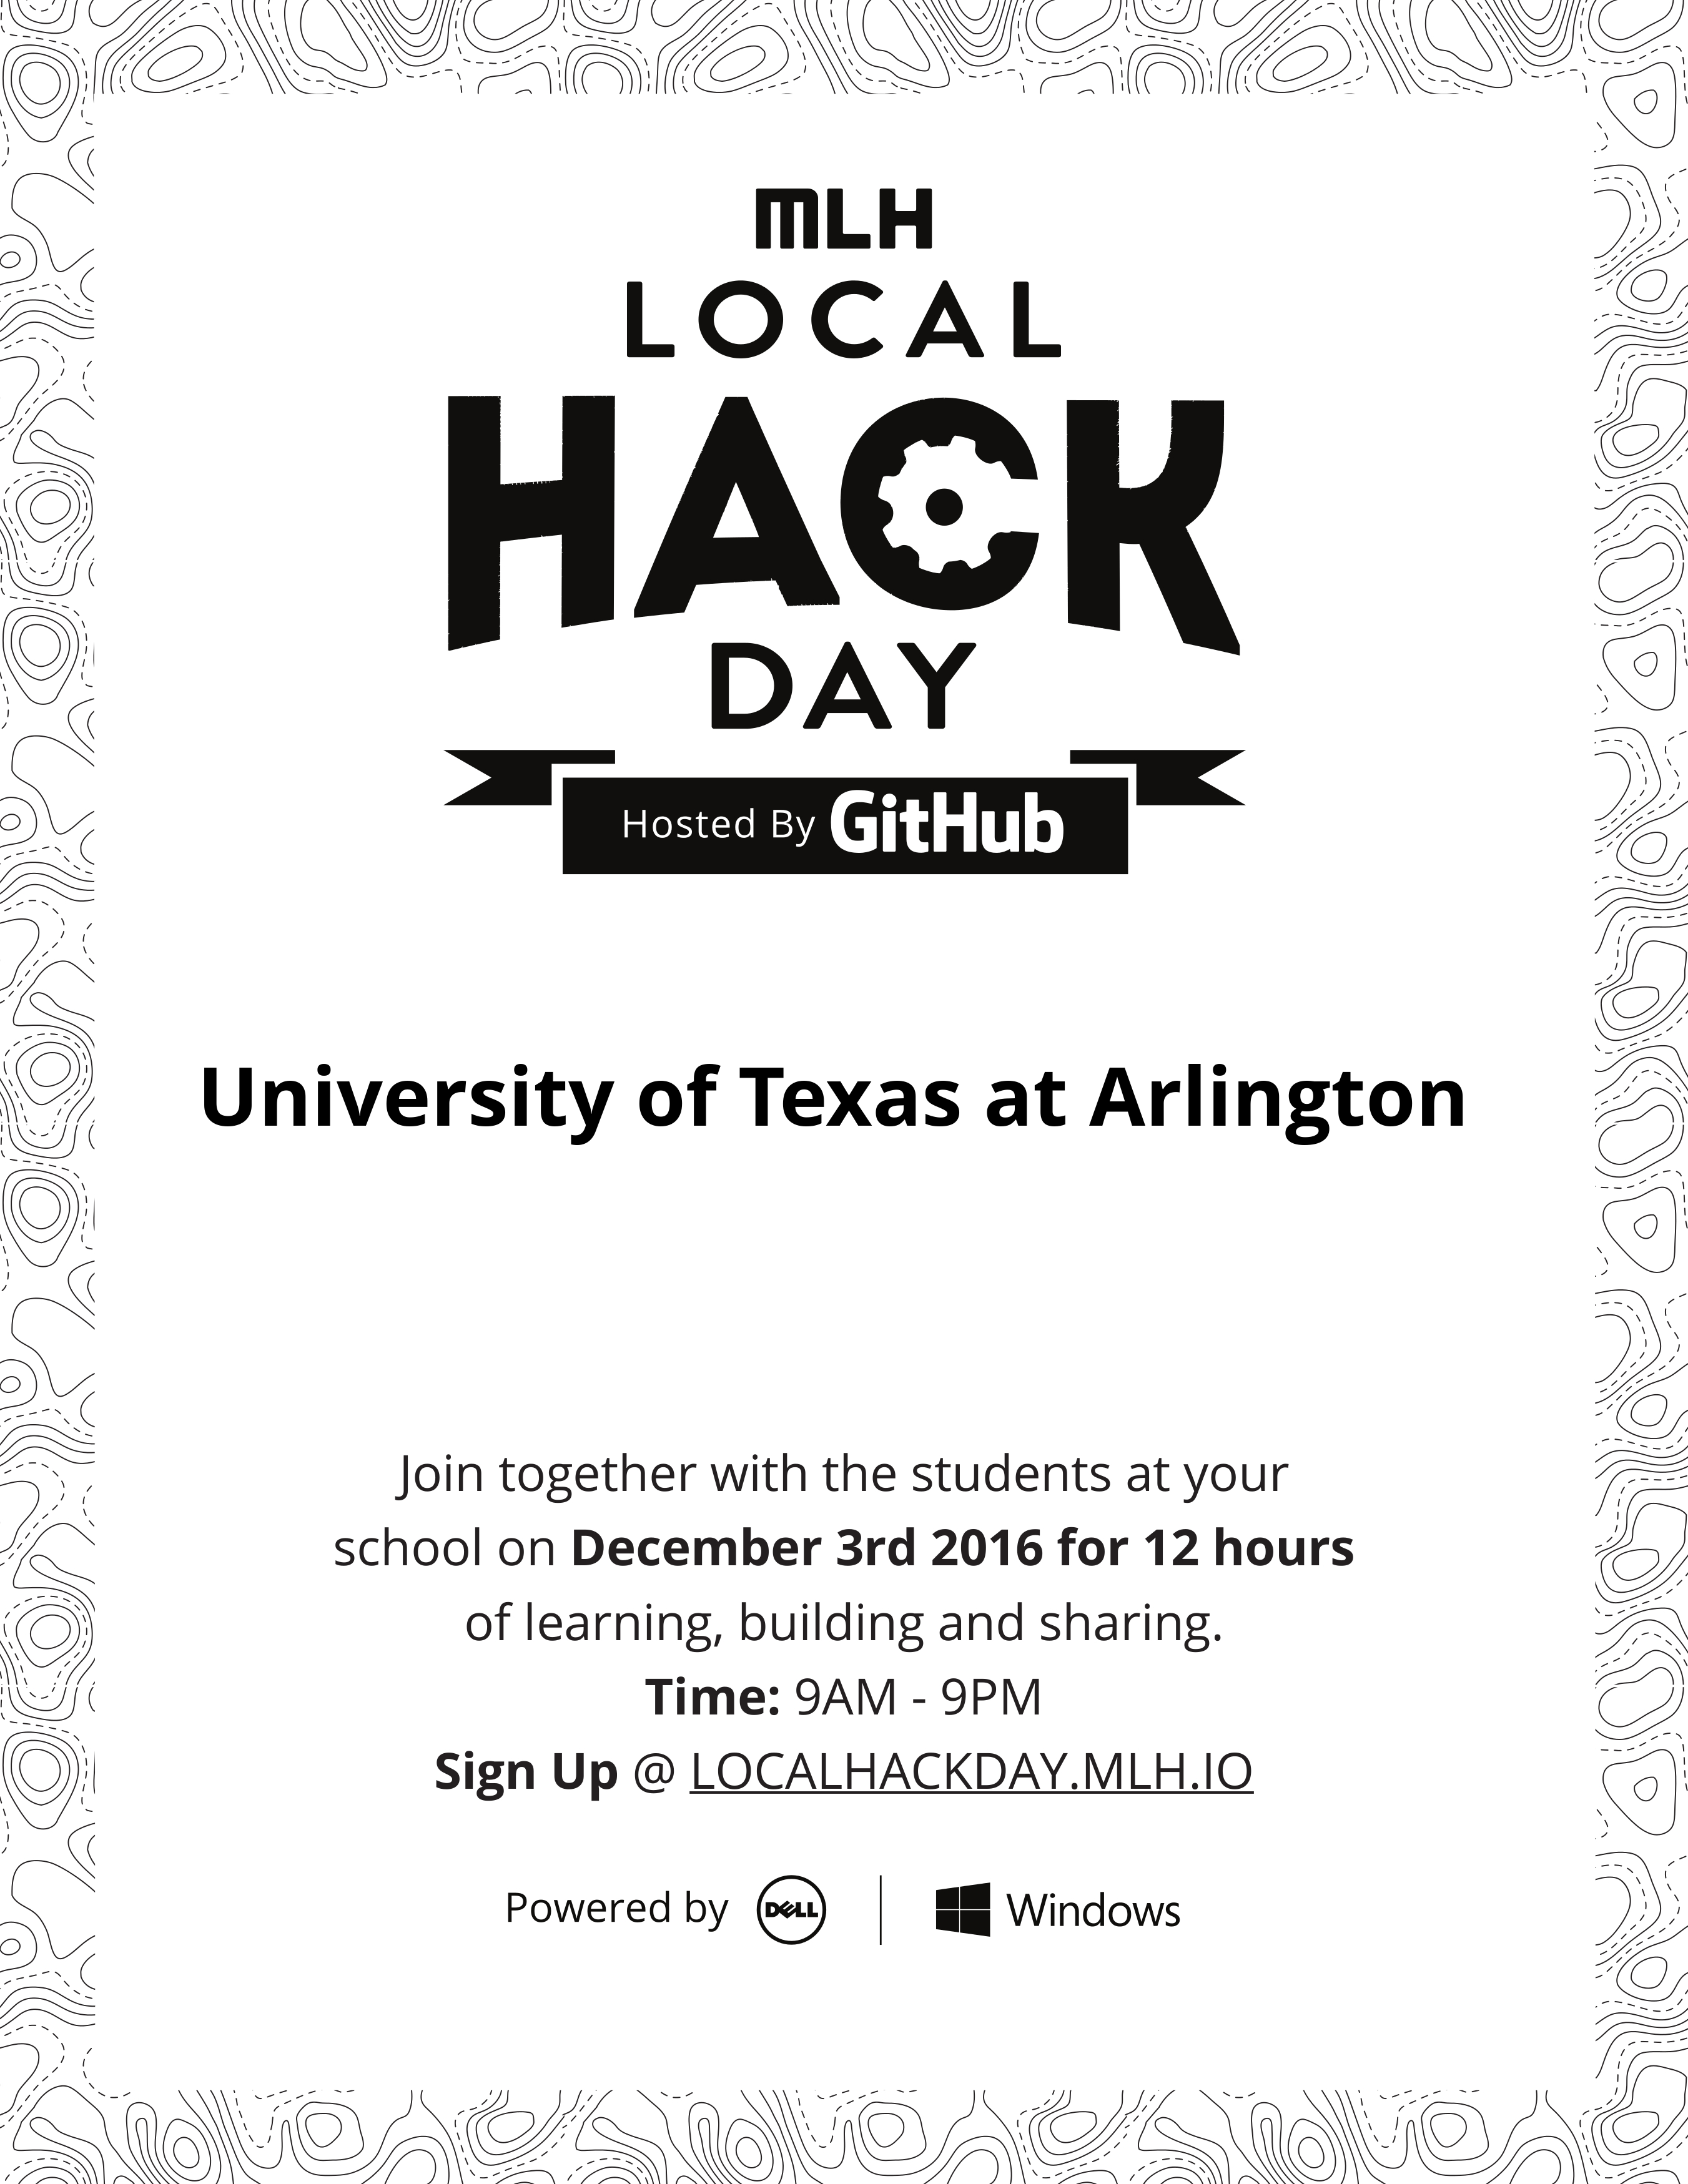 MLH
LOCAL
HACK
DAY
Hosted By GitHub
University of Texas at Arlington
Join together with the students at your
school on December 3rd 2016 for 12 hours
of learning, building and sharing.
Time: 9AM - 9PM
Sign Up @ LOCALHACKDAY.MLH.IO
Powered by DELL | Windows